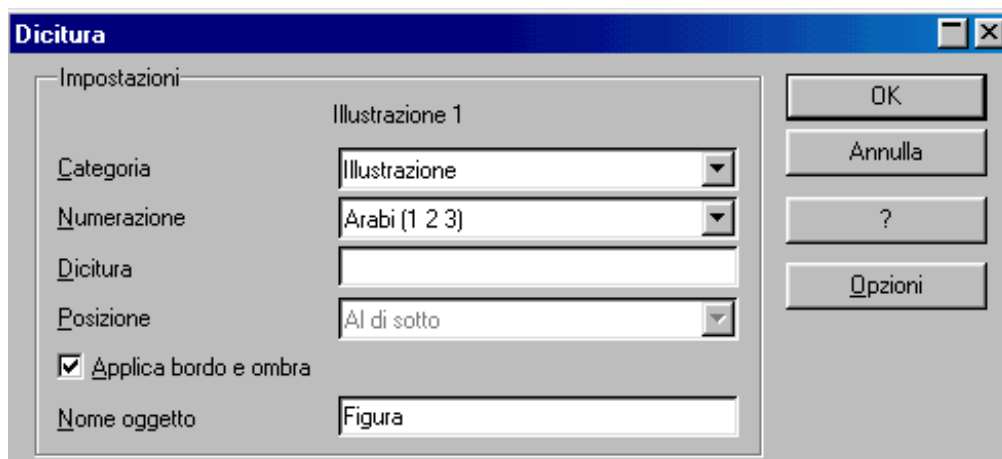 Dicitura
Impostazioni
Illustrazione 1
Categoria Illustrazione
Numerazione Arabi (1 2 3)
Dicitura
Posizione Al di sotto
Applica bordo e ombra
Nome oggetto Figura
OK
Annulla
?
Opzioni